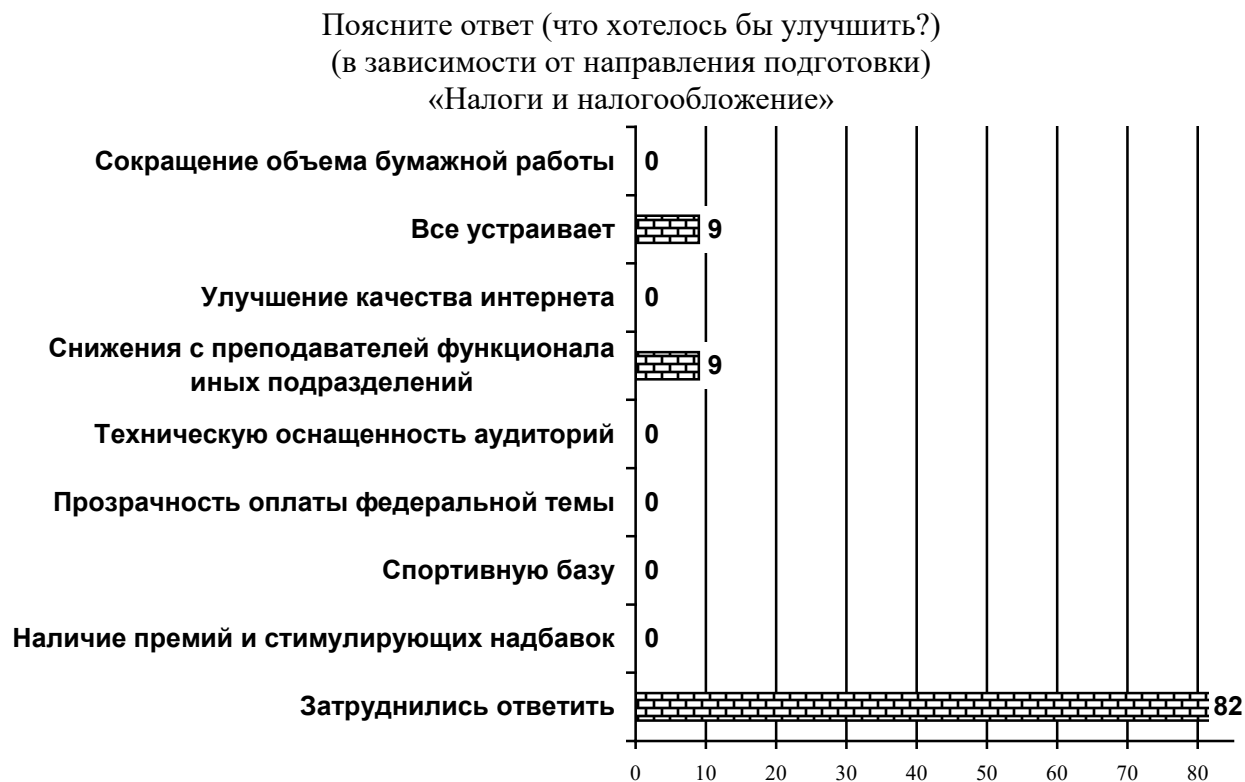 Поясните ответ (что хотелось бы улучшить?)
(в зависимости от направления подготовки)
«Налоги и налогообложение»
Сокращение объема бумажной работы 0
Все устраивает 9
Улучшение качества интернета 0
Снижения с преподавателей функционала
иных подразделений 9
Техническую оснащенность аудиторий 0
Прозрачность оплаты федеральной темы 0
Спортивную базу 0
Наличие премий и стимулирующих надбавок 0
Затруднились ответить 82
0 10 20 30 40 50 60 70 80